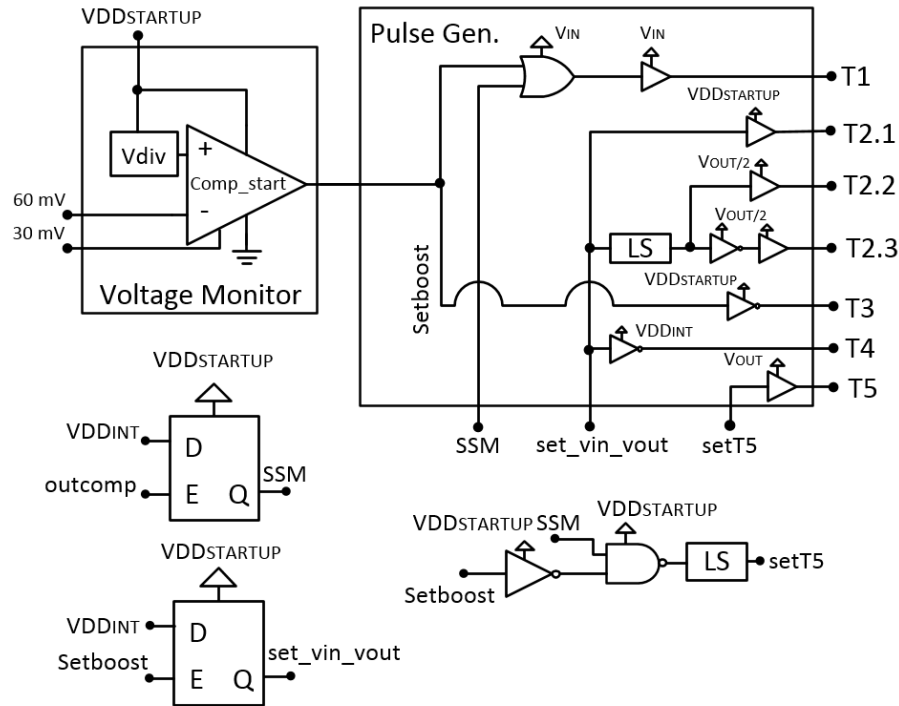 VDDSTARTUP
Pulse Gen.
VIN
VIN
T1
VDDSTARTUP
T2.1
Vdiv
+
Comp_start
-
60 mV
30 mV
VOUT/2
T2.2
LS
VOUT/2
T2.3
Voltage Monitor
Setboost
VDDSTARTUP
T3
VDDINT
T4
VOUT
T5
SSM
set_vin_vout
setT5
VDDSTARTUP
VDDINT
D
outcomp
E
Q
SSM
VDDSTARTUP
SSM
VDDSTARTUP
Setboost
LS
setT5
VDDSTARTUP
VDDINT
D
Setboost
E
Q
set_vin_vout